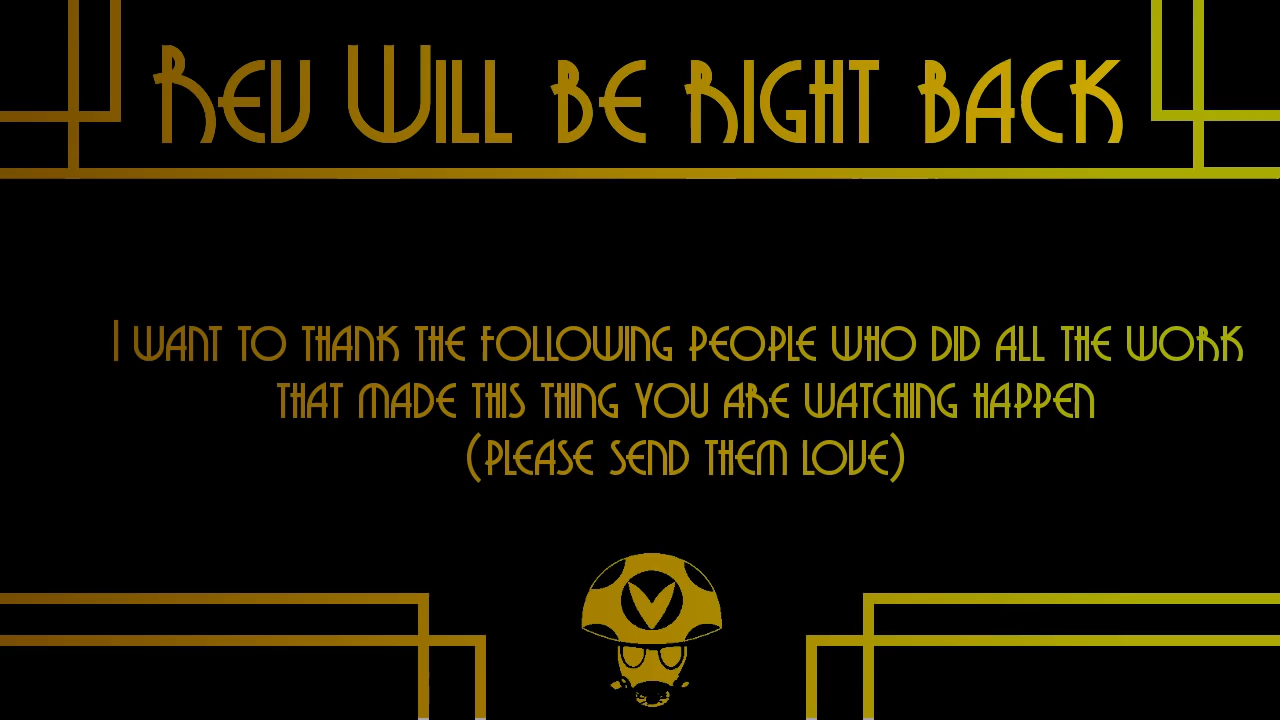 Rev Will be right back
I want to thank the following people who did all the work
that made this thing you are watching happen
(please send them love)